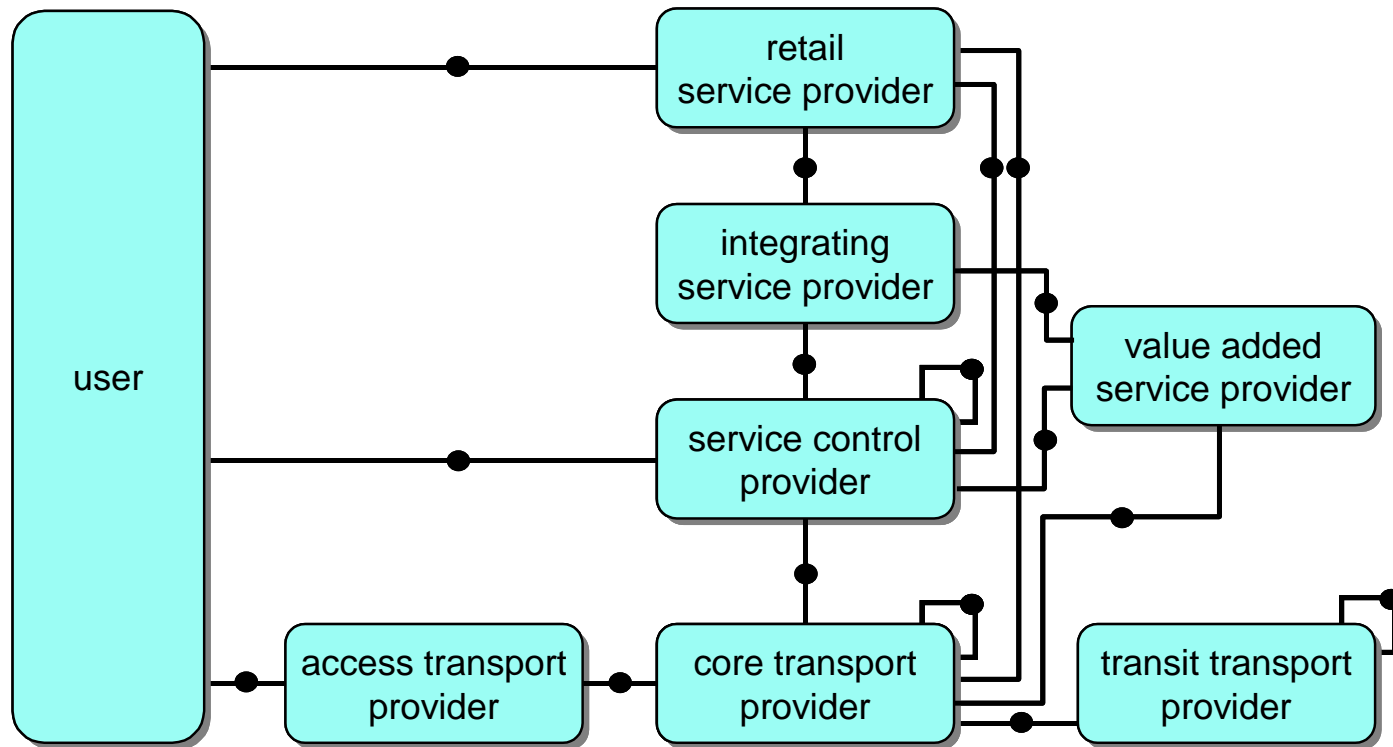 retail
service provider
integrating
service provider
value added
service provider
user
service control
provider
access transport
provider
core transport
provider
transit transport
provider